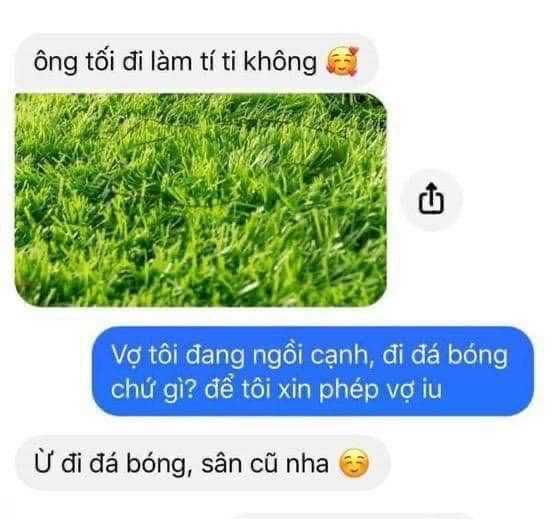 ông tối đi làm tí ti không 🥰
Vợ tôi đang ngồi cạnh, đi đá bóng
chứ gì? để tôi xin phép vợ iu
Ừ đi đá bóng, sân cũ nha ☺️